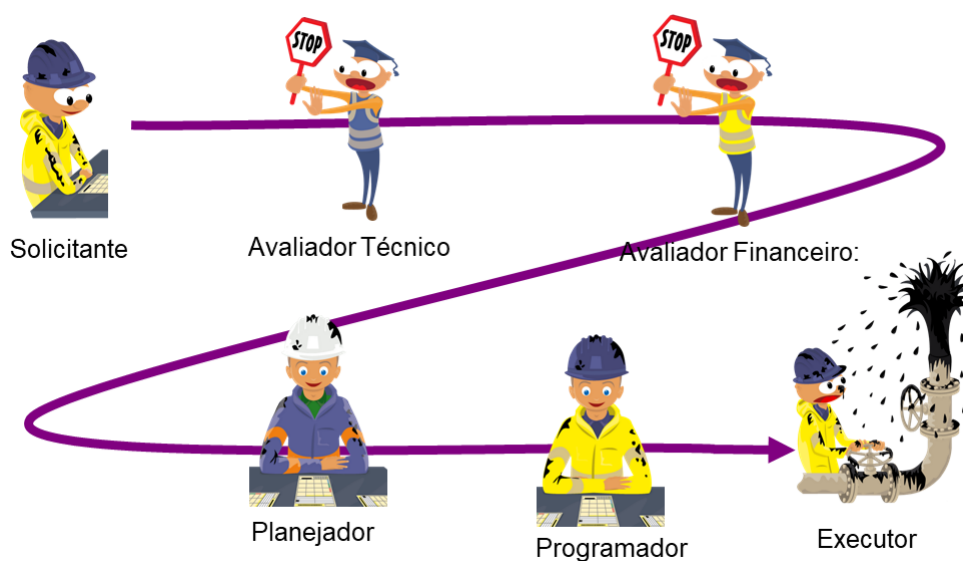 STOP
STOP
Solicitante
Avaliador Técnico
Avaliador Financeiro:
Planejador
Programador
Executor